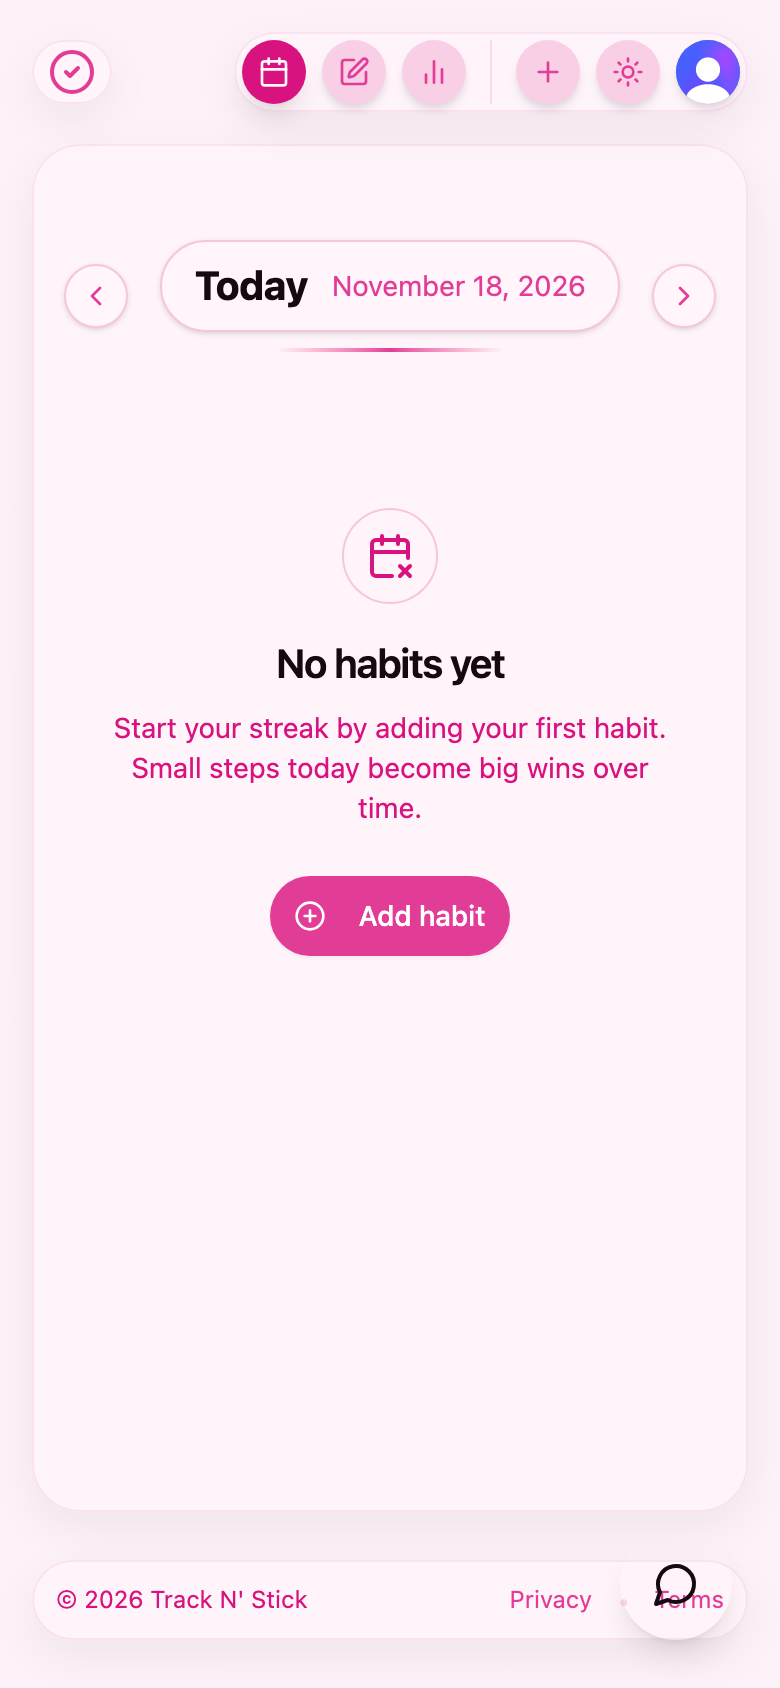 Today November 18, 2026
No habits yet
Start your streak by adding your first habit.
Small steps today become big wins over
time.
Add habit
© 2026 Track N' Stick Privacy • Terms